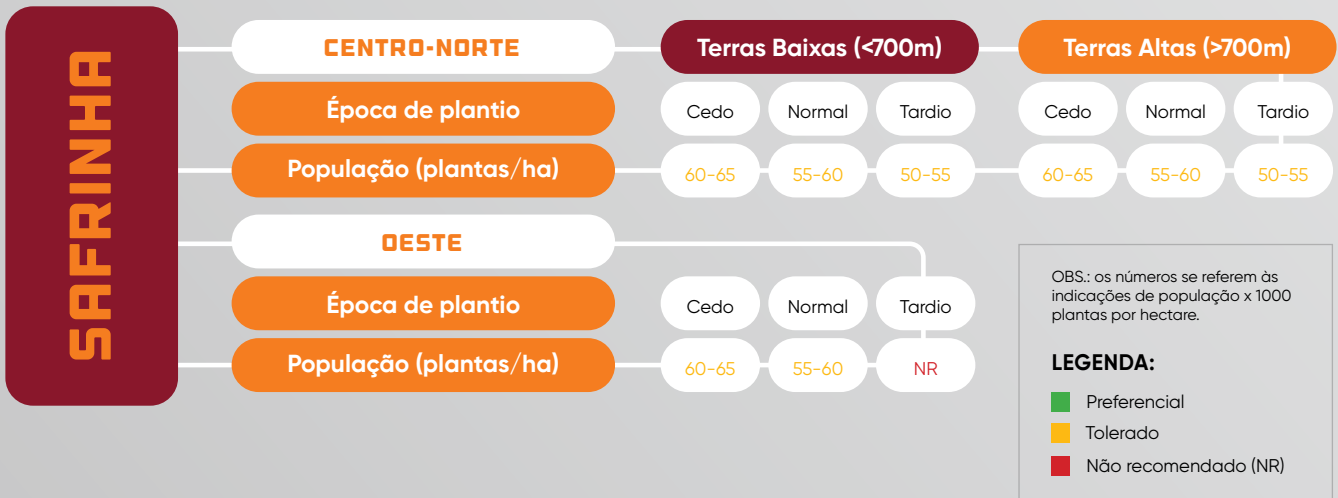 SAFRINHA
CENTRO-NORTE
Terras Baixas (<700m)
Terras Altas (>700m)
Época de plantio
Cedo
Normal
Tardio
Cedo
Normal
Tardio
População (plantas/ha)
60-65
55-60
50-55
60-65
55-60
50-55
OESTE
Época de plantio
Cedo
Normal
Tardio
População (plantas/ha)
60-65
55-60
NR
OBS.: os números se referem às
indicações de população x 1000
plantas por hectare.
LEGENDA:
Preferencial
Tolerado
Não recomendado (NR)